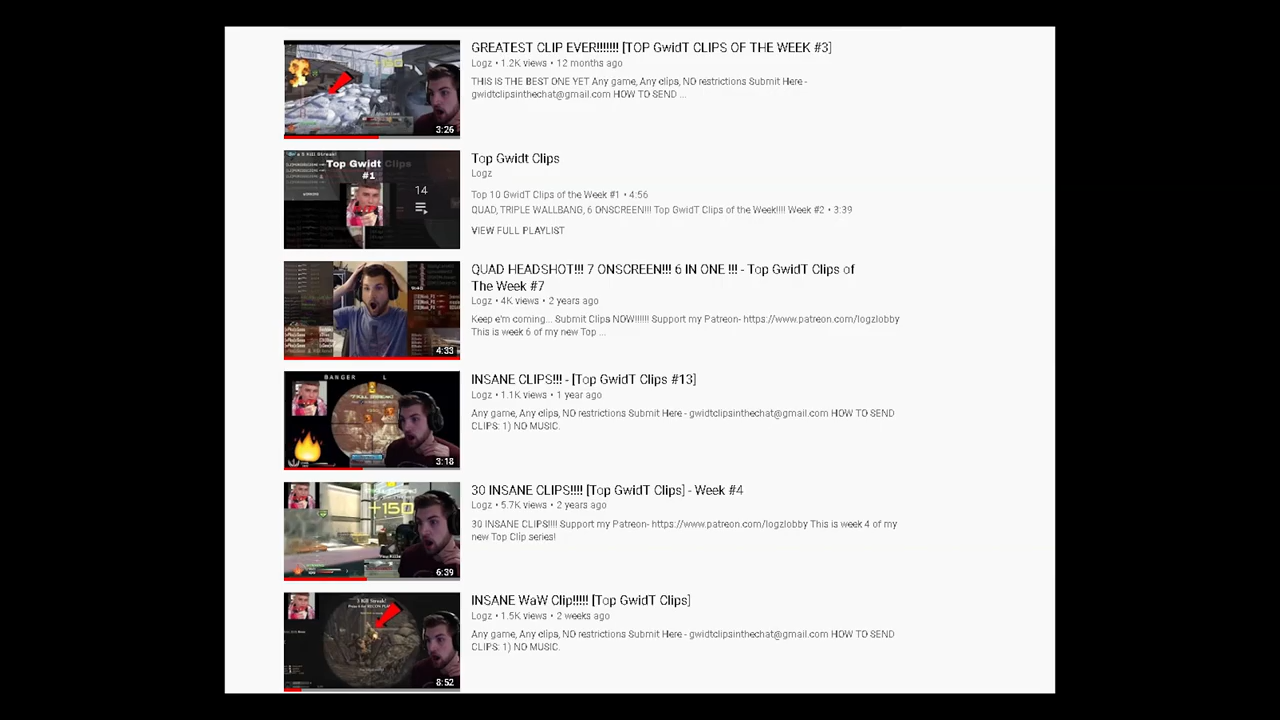 GREATEST CLIP EVER!!!!!!! [TOP GwidT CLIPS OF THE WEEK #3]
Logz • 1.2K views • 12 months ago
THIS IS THE BEST ONE YET Any game, Any clips, NO restrictions Submit Here -
gwidtclipsinthechat@gmail.com HOW TO SEND ...
3:26
Top Gwidt Clips
#1
14
Top Gwidt Clips
Top 10 GwidT Clips of the Week #1 • 4:56
QUAD, TRIPLE WALLBANG, 6 ONSCREEN!!! Top GwidT Clips of the Week!!!! Week #2 • 3:39
VIEW FULL PLAYLIST
QUAD HEADSHOT!!! 7 ONSCREEN!!! 6 IN ONE !!! - Top GwidT Clips of
the Week #7
Logz • 4K views • 2 years ago
Keep e'm coming... Submit Clips NOW!!!!!! Support my Patreon- https://www.patreon.com/logzlobby
This is week 6 of my new Top ...
4:33
BANGER
INSANE CLIPS!!! - [Top GwidT Clips #13]
Logz • 1.1K views • 1 year ago
Any game, Any clips, NO restrictions Submit Here - gwidtclipsinthechat@gmail.com HOW TO SEND
CLIPS: 1) NO MUSIC.
3:18
+150
30 INSANE CLIPS!!!! [Top GwidT Clips] - Week #4
Logz • 5.7K views • 2 years ago
30 INSANE CLIPS!!!! Support my Patreon- https://www.patreon.com/logzlobby This is week 4 of my
new Top Clip series!
6:39
3 Kill Streak!
INSANE WaW Clip!!!!! [Top GwidT Clips]
Logz • 1.5K views • 2 weeks ago
Any game, Any clips, NO restrictions Submit Here - gwidtclipsinthechat@gmail.com HOW TO SEND
CLIPS: 1) NO MUSIC.
8:52